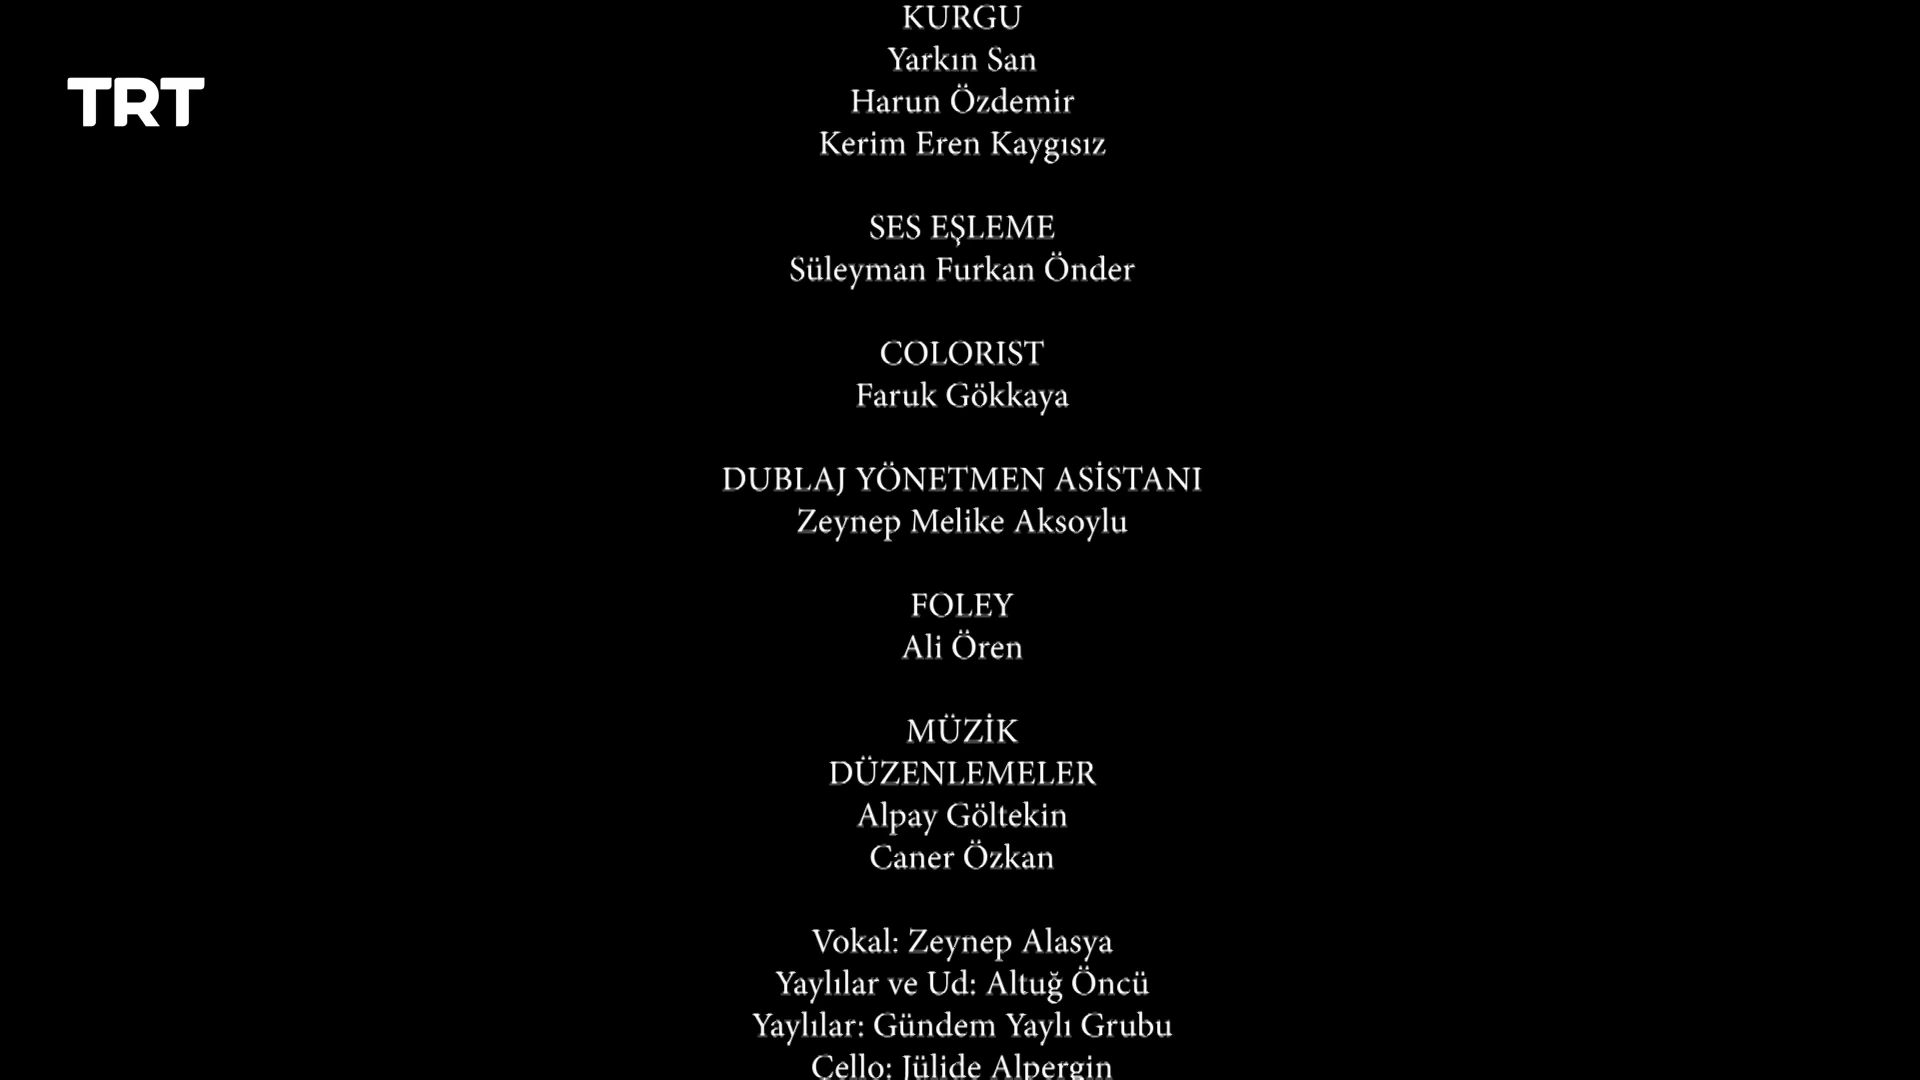 TRT
KURGU
Yarkın San
Harun Özdemir
Kerim Eren Kaygısız
SES EŞLEME
Süleyman Furkan Önder
COLORIST
Faruk Gökkaya
DUBLAJ YÖNETMEN ASİSTANI
Zeynep Melike Aksoylu
FOLEY
Ali Ören
MÜZİK
DÜZENLEMELER
Alpay Göltekin
Caner Özkan
Vokal: Zeynep Alasya
Yaylılar ve Ud: Altuğ Öncü
Yaylılar: Gündem Yaylı Grubu
Cello: Jülide Alpergin